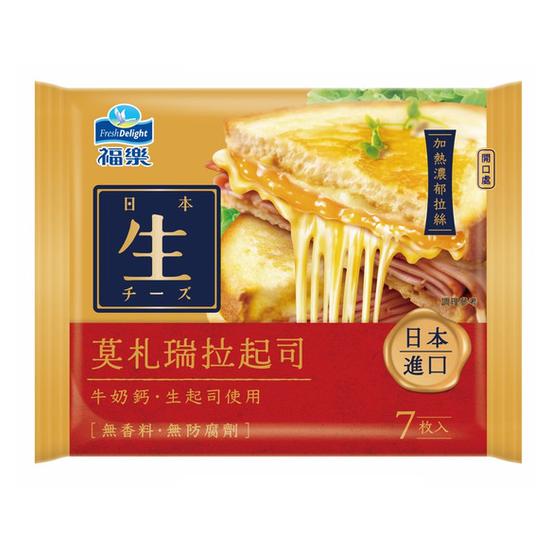 FreshDelight
福樂
日本
生
チーズ
加熱濃郁拉絲
開口處
調理參考
莫札瑞拉起司
牛奶鈣・生起司使用
[無香料・無防腐劑]
日本
進口
7枚入